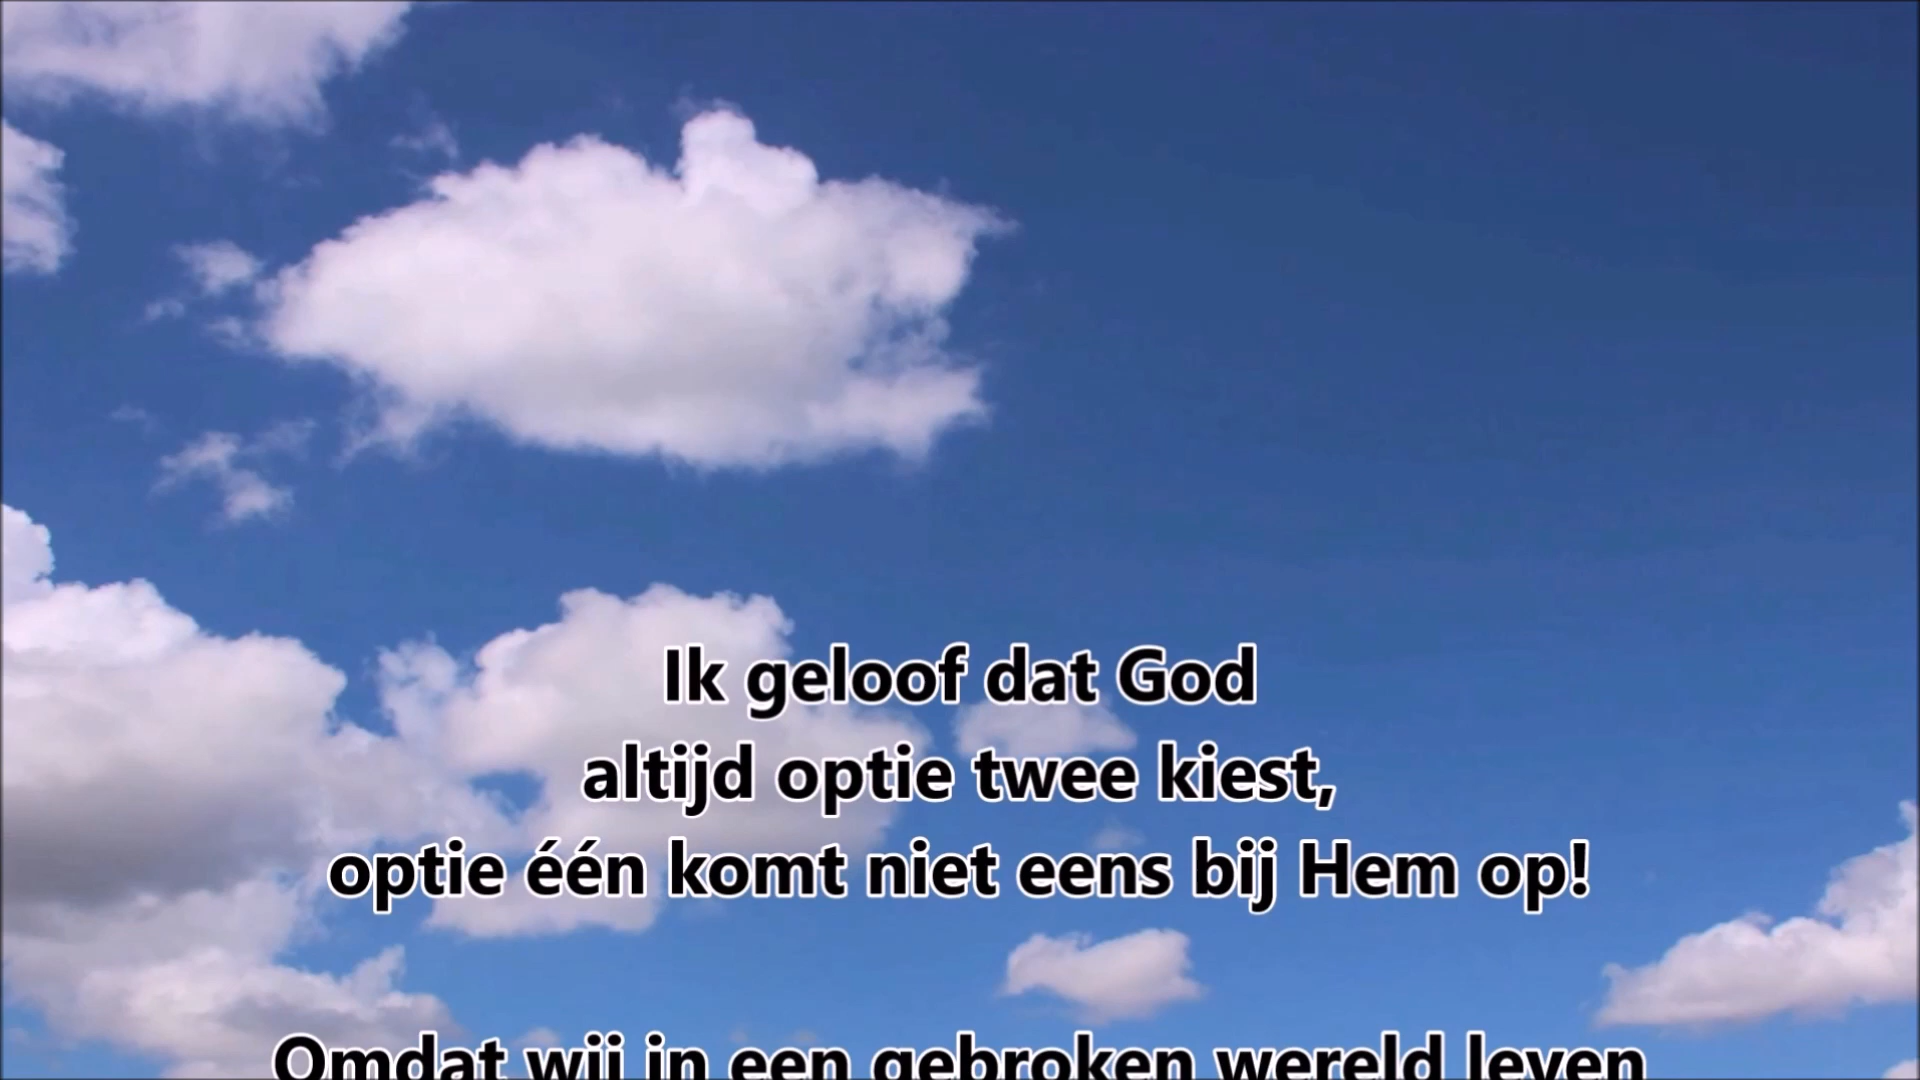 Ik geloof dat God
altijd optie twee kiest,
optie één komt niet eens bij Hem op!
Omdat wij in een gebroken wereld leven